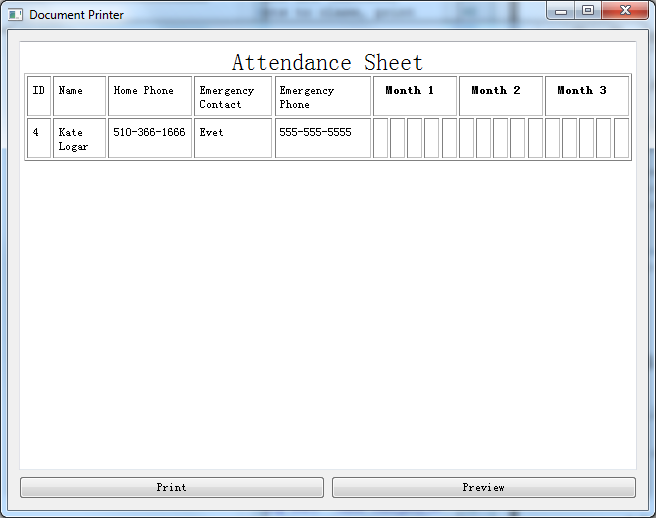 Document Printer
Attendance Sheet
ID Name Home Phone Emergency Contact Emergency Phone Month 1 Month 2 Month 3
4 Kate Logar 510-366-1666 Evet 555-555-5555
Print Preview